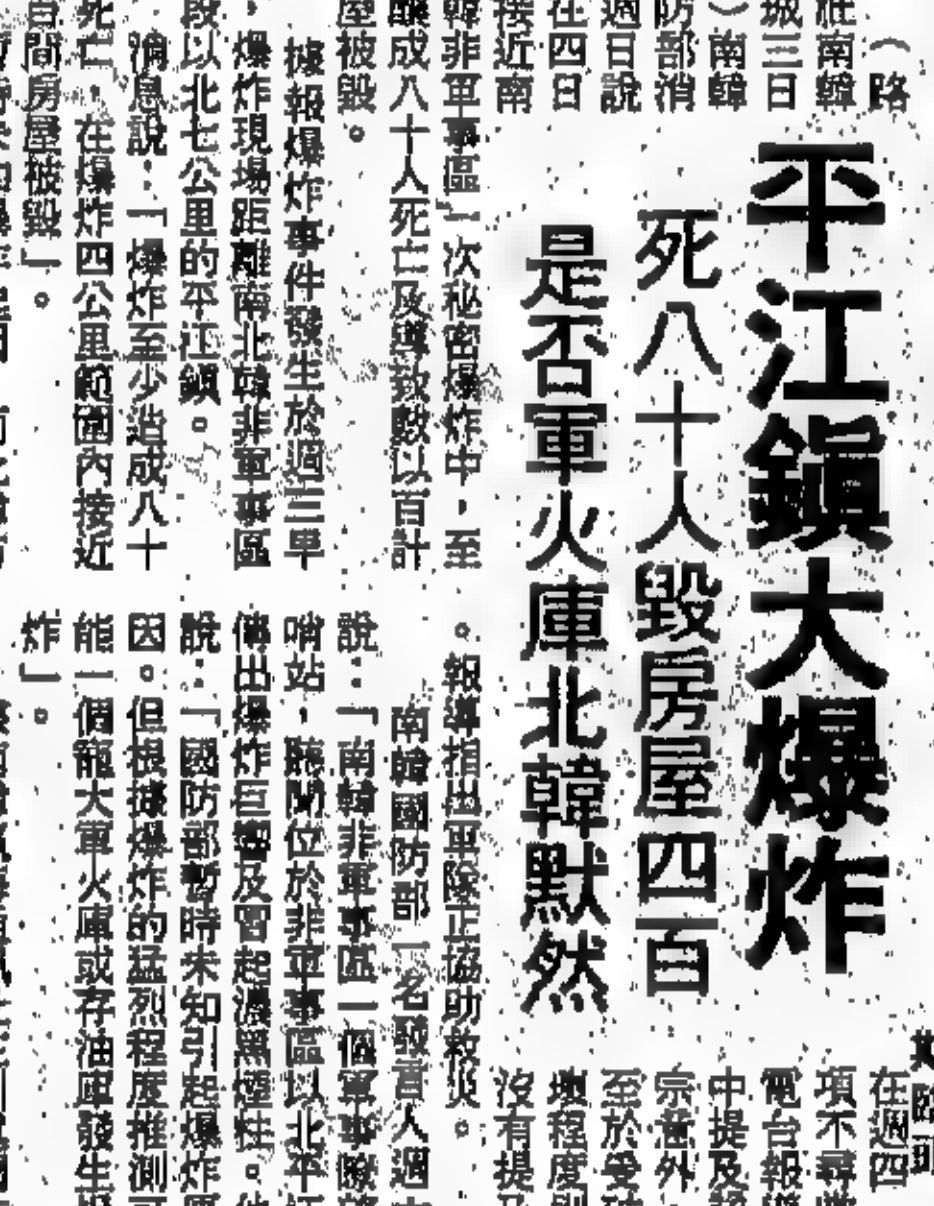 平江鎮大爆炸
死八十人毀房屋四百
是否軍火庫北韓默然
（路
社南韓
城三日
）南韓
防部消
週日說
在四日
接近南
韓非軍事區一次秘密爆炸中，至
釀成八十人死亡及導致數以百計
屋被毀。
據報爆炸事件發生於週三早
爆炸現場距離南北韓非軍事區
段以北七公里的平江鎮。
消息說：「爆炸至少造成八十
死亡，在爆炸四公里範圍內接近
百間房屋被毀」。
在週四
項不尋
電台報導
中提及
宗意外
至於受
壞程度則
沒有提及
。報導指出軍隊正協助救災。
南韓國防部一名發言人週
說：「南韓非軍事區一個軍事瞭望
哨站，聽聞位於非軍事區以北平
傳出爆炸巨響及冒起濃黑煙柱。他
說：「國防部暫時未知引起爆炸原
因。但根據爆炸的猛烈程度推測可
能一個龐大軍火庫或存油庫發生
炸」。